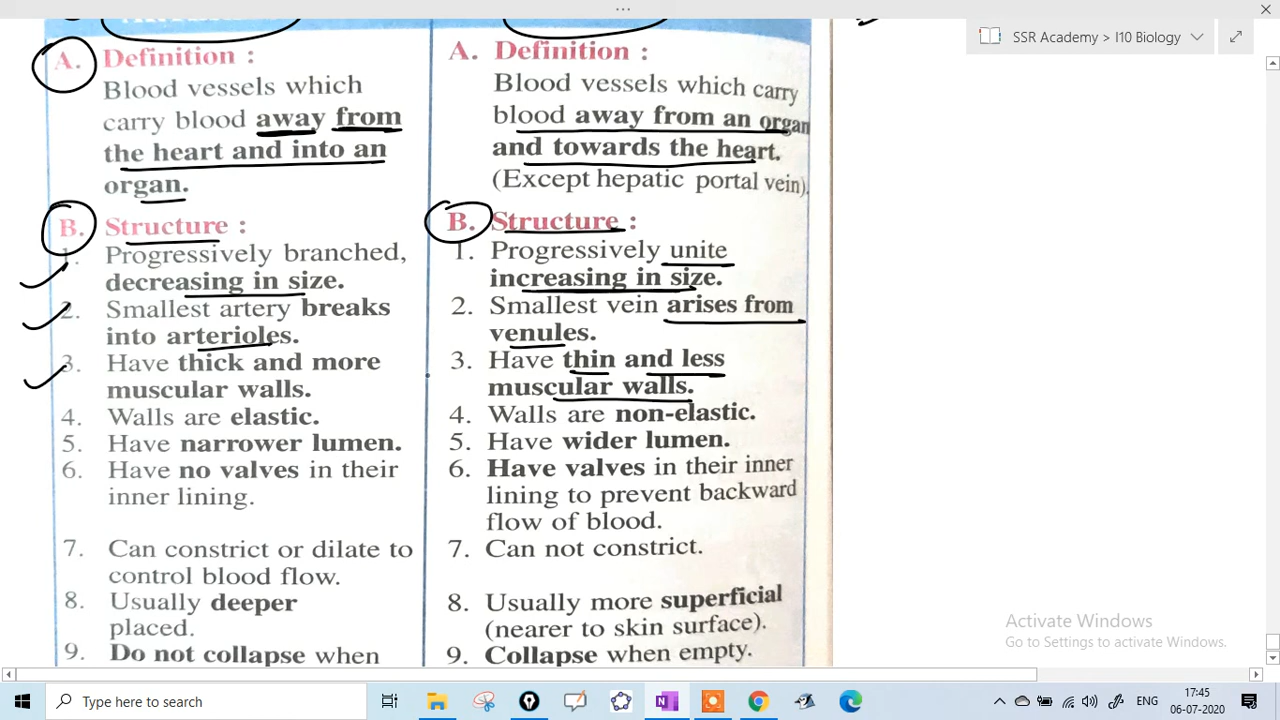 SSR Academy > I10 Biology
A. Definition :
Blood vessels which
carry blood away from
the heart and into an
organ.
B. Structure :
1. Progressively branched,
decreasing in size.
2. Smallest artery breaks
into arterioles.
3. Have thick and more
muscular walls.
4. Walls are elastic.
5. Have narrower lumen.
6. Have no valves in their
inner lining.
7. Can constrict or dilate to
control blood flow.
8. Usually deeper
placed.
9. Do not collapse when
A. Definition :
Blood vessels which carry
blood away from an organ
and towards the heart.
(Except hepatic portal vein).
B. Structure :
1. Progressively unite
increasing in size.
2. Smallest vein arises from
venules.
3. Have thin and less
muscular walls.
4. Walls are non-elastic.
5. Have wider lumen.
6. Have valves in their inner
lining to prevent backward
flow of blood.
7. Can not constrict.
8. Usually more superficial
(nearer to skin surface).
9. Collapse when empty.
Activate Windows
Go to Settings to activate Windows.
Type here to search
ENG
17:45
06-07-2020